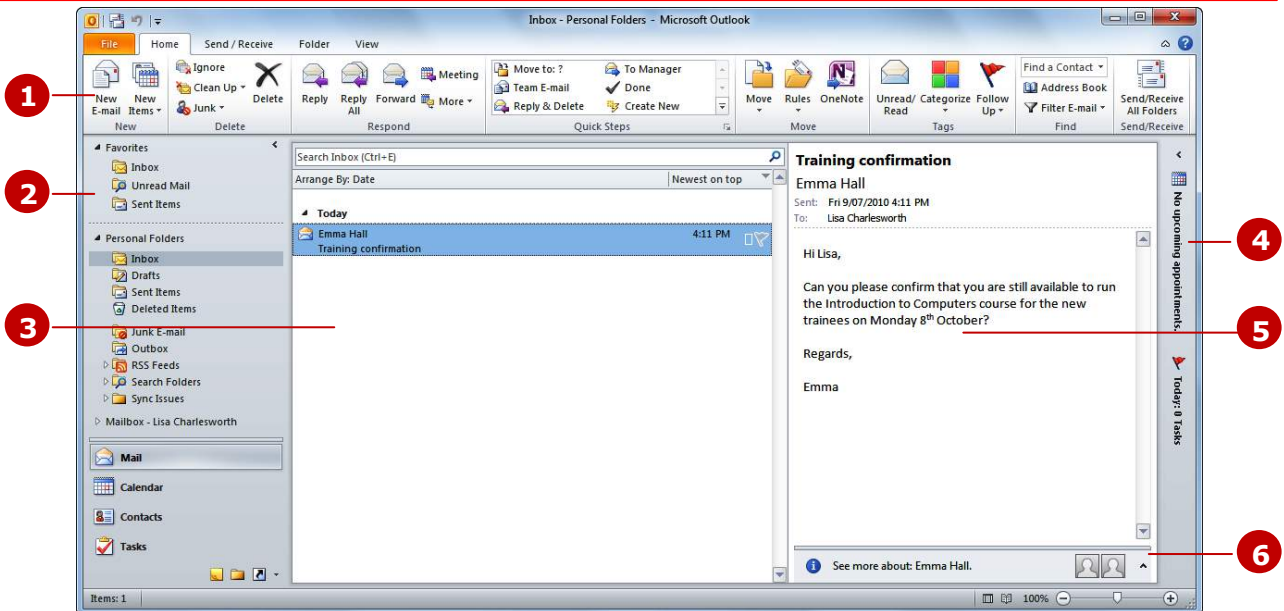 Inbox - Personal Folders - Microsoft Outlook
File Home Send / Receive Folder View
New E-mail
New Items
New
Ignore
Clean Up
Junk
Delete
Delete
Reply
Reply All
Forward
Meeting
More
Respond
Move to: ?
Team E-mail
Reply & Delete
To Manager
Done
Create New
Quick Steps
Move
Rules
OneNote
Move
Unread/ Read
Categorize
Follow Up
Tags
Find a Contact
Address Book
Filter E-mail
Find
Send/Receive All Folders
Send/Receive
1
2
3
4
5
6
Favorites
Inbox
Unread Mail
Sent Items
Personal Folders
Inbox
Drafts
Sent Items
Deleted Items
Junk E-mail
Outbox
RSS Feeds
Search Folders
Sync Issues
Mailbox - Lisa Charlesworth
Mail
Calendar
Contacts
Tasks
Items: 1
Search Inbox (Ctrl+E)
Arrange By: Date Newest on top
Today
Emma Hall 4:11 PM
Training confirmation
Training confirmation
Emma Hall
Sent: Fri 9/07/2010 4:11 PM
To: Lisa Charlesworth
Hi Lisa,
Can you please confirm that you are still available to run
the Introduction to Computers course for the new
trainees on Monday 8th October?
Regards,
Emma
See more about: Emma Hall.
No upcoming appointments.
Today: 0 Tasks
100%